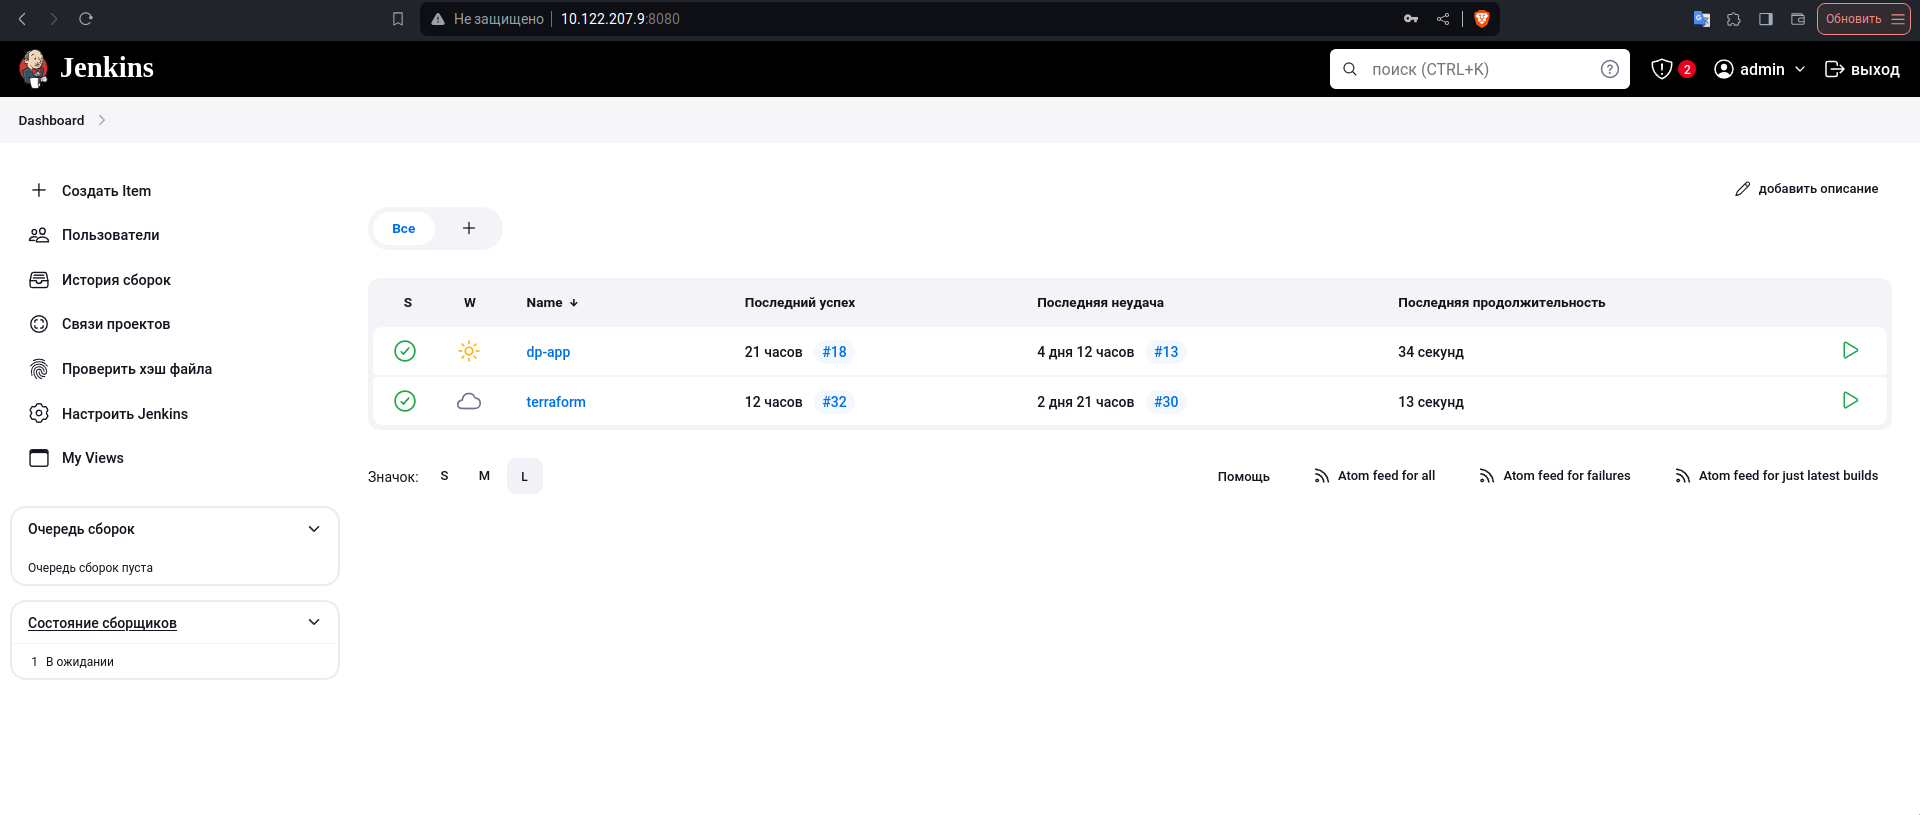 Не защищено 10.122.207.9:8080 Обновить
Jenkins поиск (CTRL+K) 2 admin выход
Dashboard
Создать Item
Пользователи
История сборок
Связи проектов
Проверить хэш файла
Настроить Jenkins
My Views
Очередь сборок
Очередь сборок пуста
Состояние сборщиков
1 В ожидании
добавить описание
Все
S W Name Последний успех Последняя неудача Последняя продолжительность
dp-app 21 часов #18 4 дня 12 часов #13 34 секунд
terraform 12 часов #32 2 дня 21 часов #30 13 секунд
Значок: S M L Помощь Atom feed for all Atom feed for failures Atom feed for just latest builds